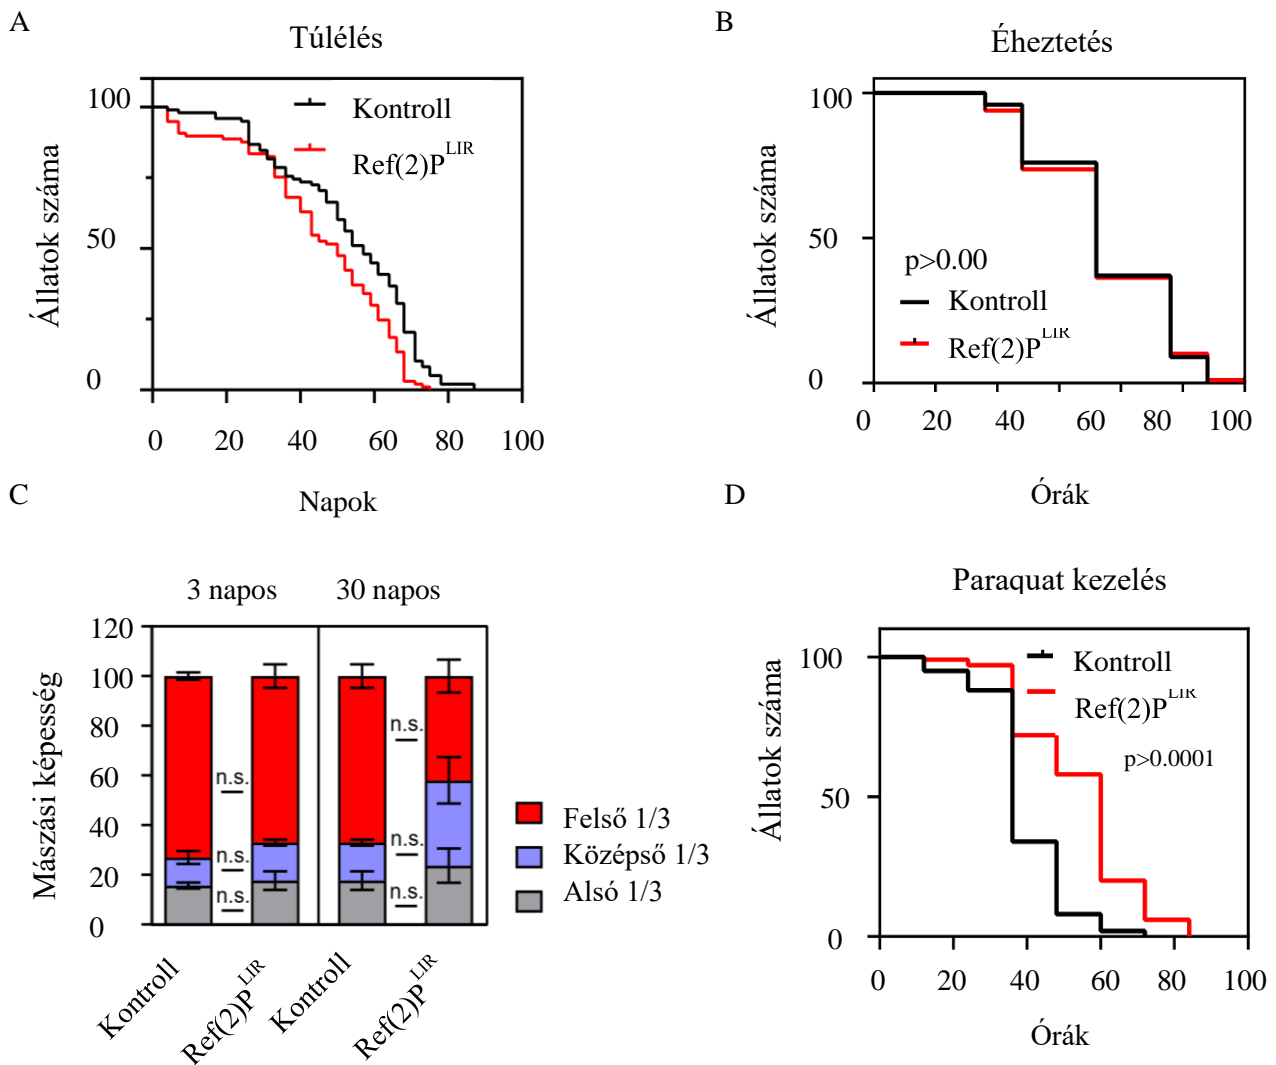 A
Túlélés
100
50
0
Állatok száma
Kontroll
Ref(2)P^LIR
0 20 40 60 80 100
Napok
B
Éheztetés
100
50
0
Állatok száma
p>0.00
Kontroll
Ref(2)P^LIR
0 20 40 60 80 100
Órák
C
3 napos 30 napos
120
100
80
60
40
20
0
Mászási képesség
n.s.
n.s.
n.s.
n.s.
n.s.
n.s.
Kontroll
Ref(2)P^LIR
Kontroll
Ref(2)P^LIR
Felső 1/3
Középső 1/3
Alsó 1/3
D
Paraquat kezelés
100
50
0
Állatok száma
Kontroll
Ref(2)P^LIR
p>0.0001
0 20 40 60 80 100
Órák